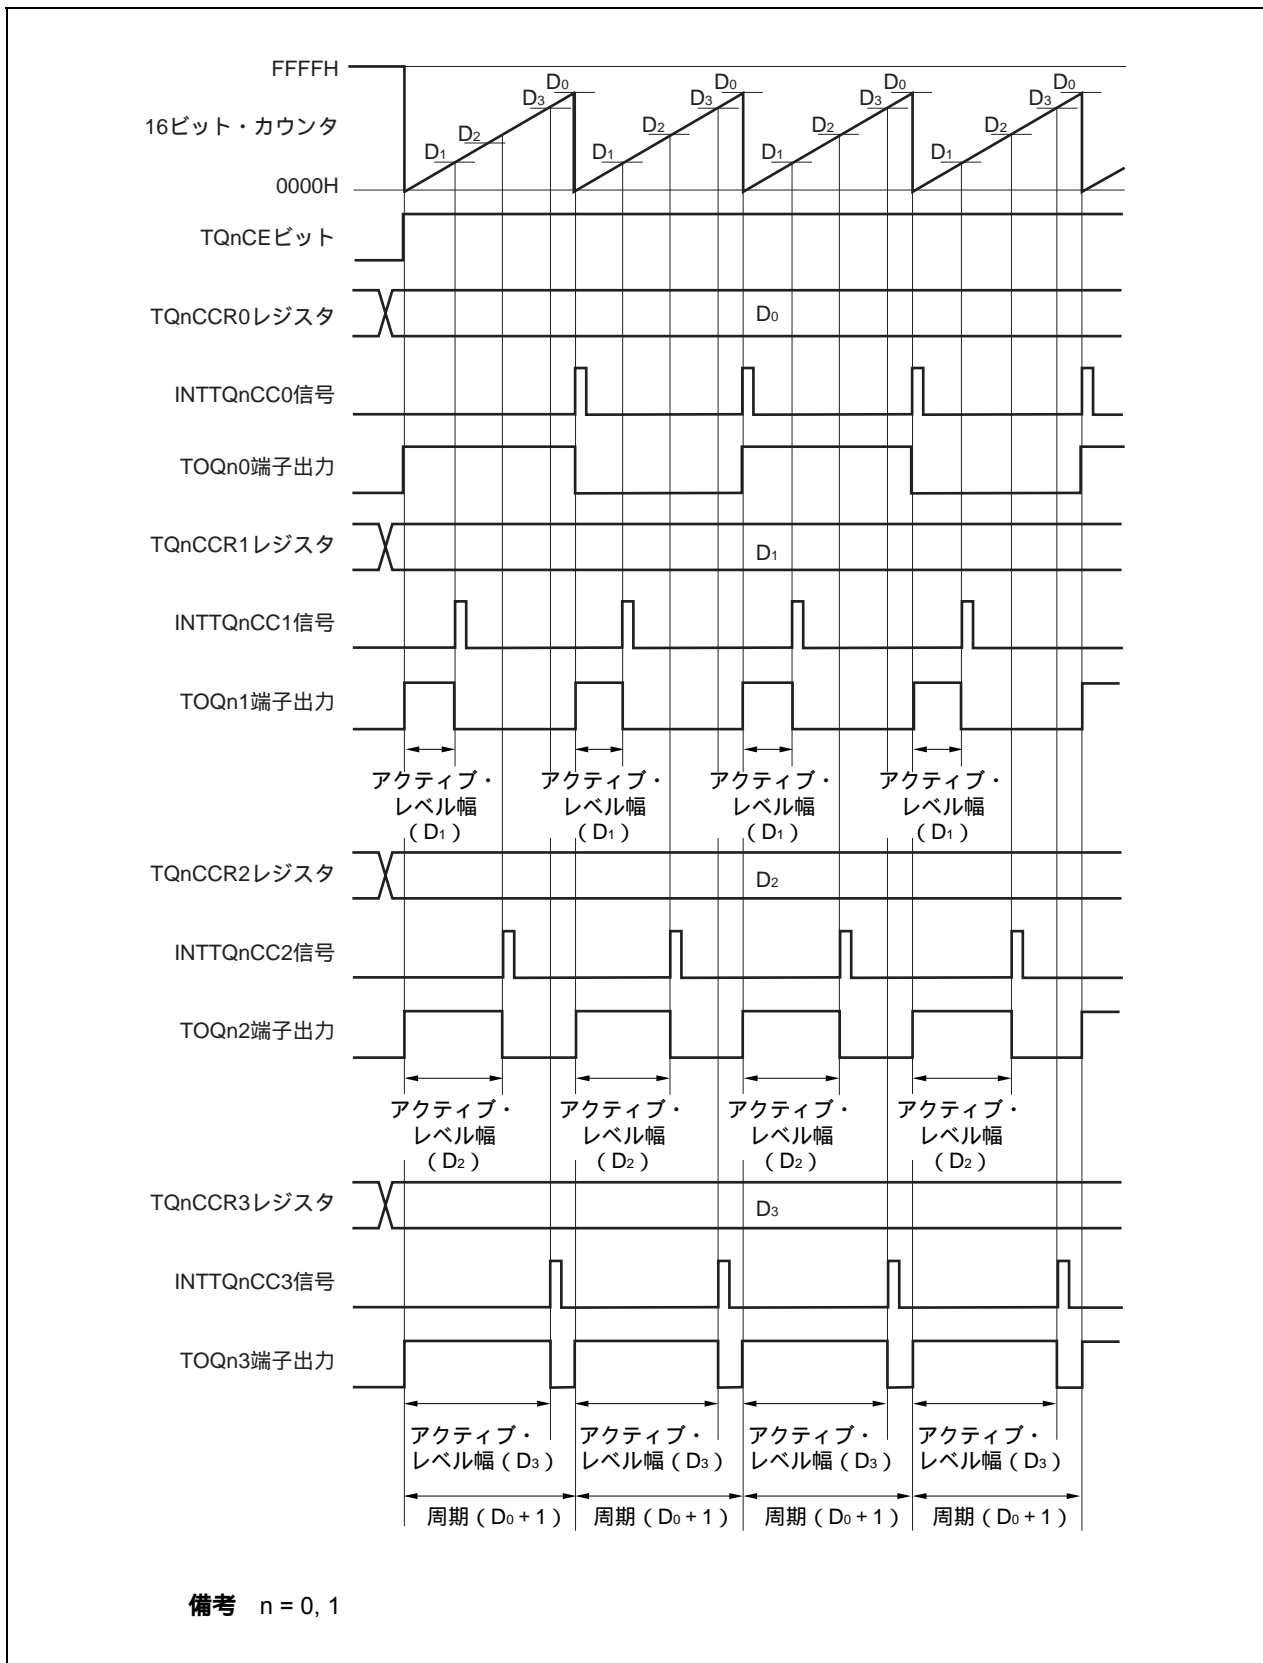 FFFFH
D0 D0 D0 D0
D3 D3 D3 D3
16ビット・カウンタ
D2 D2 D2 D2
D1 D1 D1 D1
0000H
TQnCEビット
TQnCCR0レジスタ
D0
INTTQnCC0信号
TOQn0端子出力
TQnCCR1レジスタ
D1
INTTQnCC1信号
TOQn1端子出力
アクティブ・ アクティブ・ アクティブ・ アクティブ・
レベル幅 レベル幅 レベル幅 レベル幅
(D1) (D1) (D1) (D1)
TQnCCR2レジスタ
D2
INTTQnCC2信号
TOQn2端子出力
アクティブ・ アクティブ・ アクティブ・ アクティブ・
レベル幅 レベル幅 レベル幅 レベル幅
(D2) (D2) (D2) (D2)
TQnCCR3レジスタ
D3
INTTQnCC3信号
TOQn3端子出力
アクティブ・ アクティブ・ アクティブ・ アクティブ・
レベル幅(D3) レベル幅(D3) レベル幅(D3) レベル幅(D3)
周期(D0+1) 周期(D0+1) 周期(D0+1) 周期(D0+1)
備考 n = 0, 1